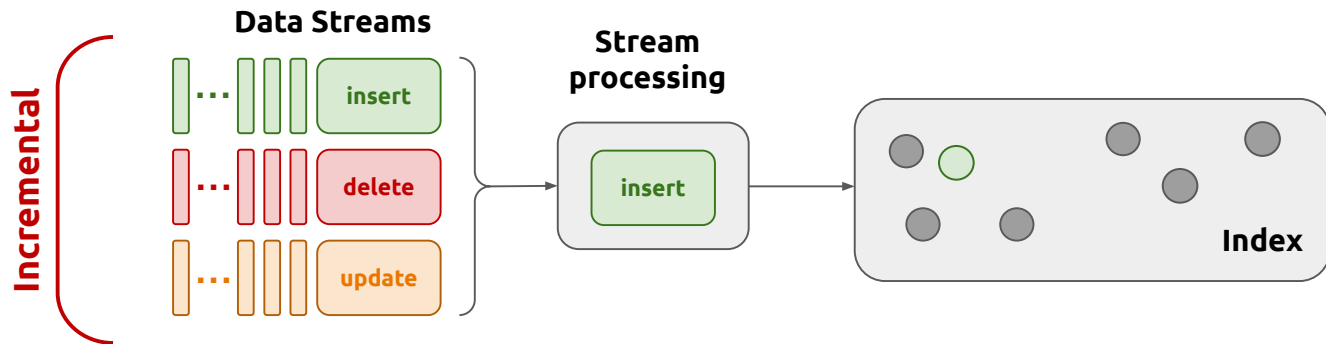 Data Streams
Stream
processing
Incremental
... insert
... delete
... update
insert
Index